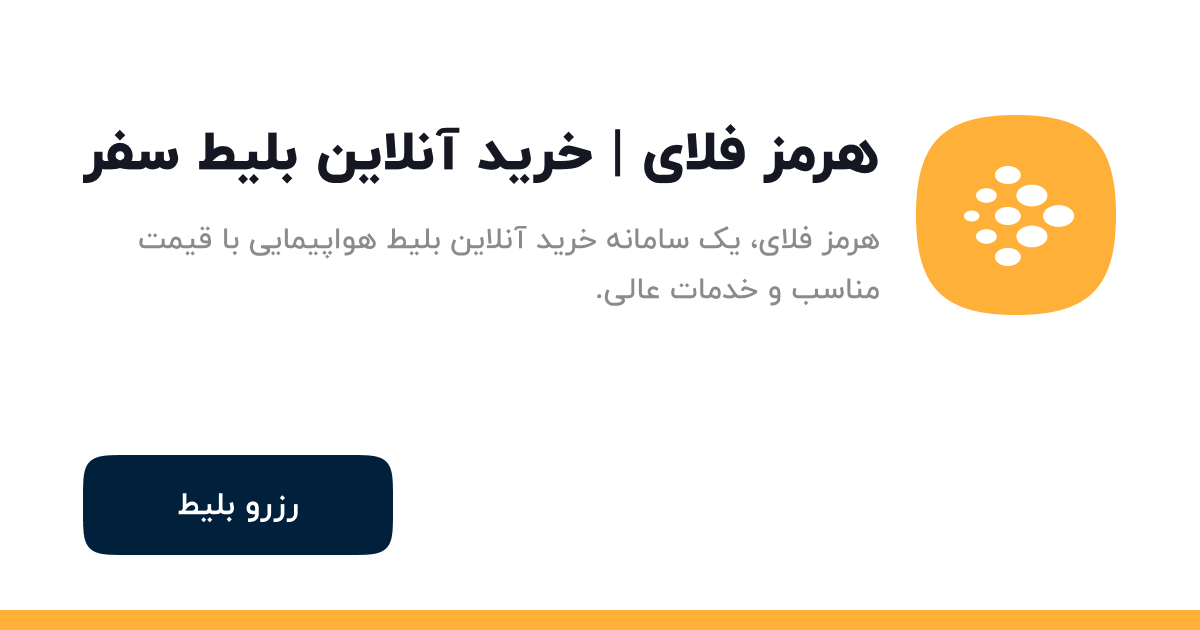 هرمز فلای | خرید آنلاین بلیط سفر
هرمز فلای، یک سامانه خرید آنلاین بلیط هواپیمایی با قیمت
مناسب و خدمات عالی.
رزرو بلیط